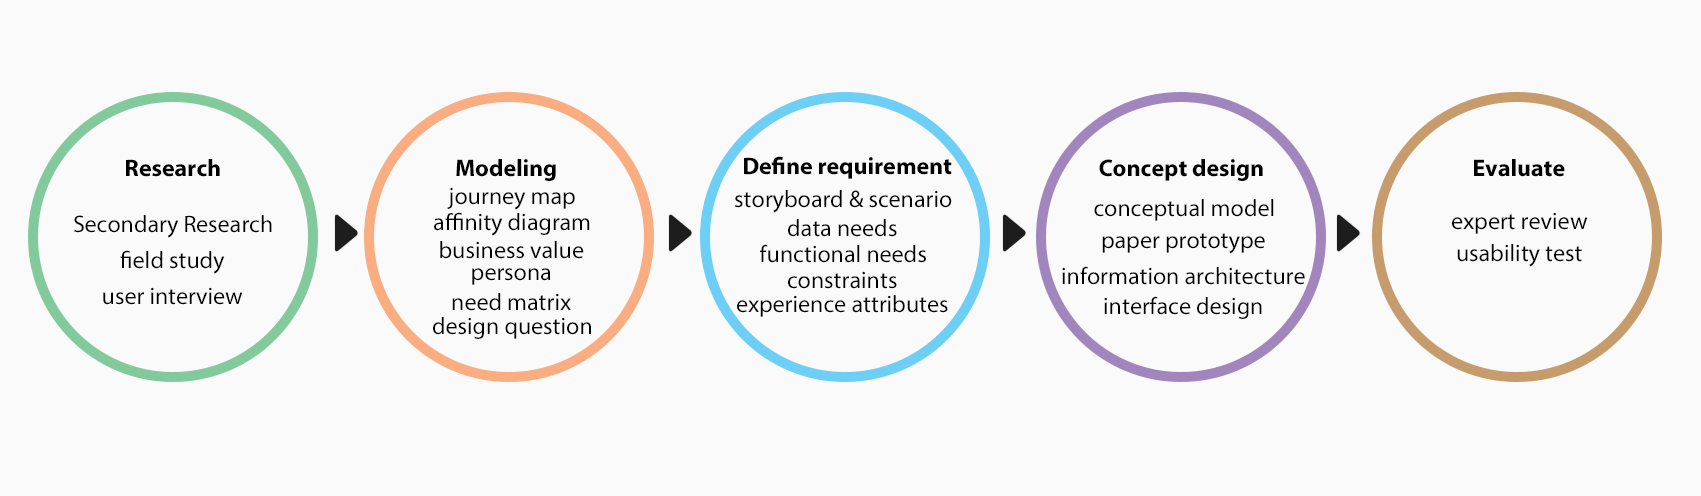 Research
Secondary Research
field study
user interview
Modeling
journey map
affinity diagram
business value
persona
need matrix
design question
Define requirement
storyboard & scenario
data needs
functional needs
constraints
experience attributes
Concept design
conceptual model
paper prototype
information architecture
interface design
Evaluate
expert review
usability test